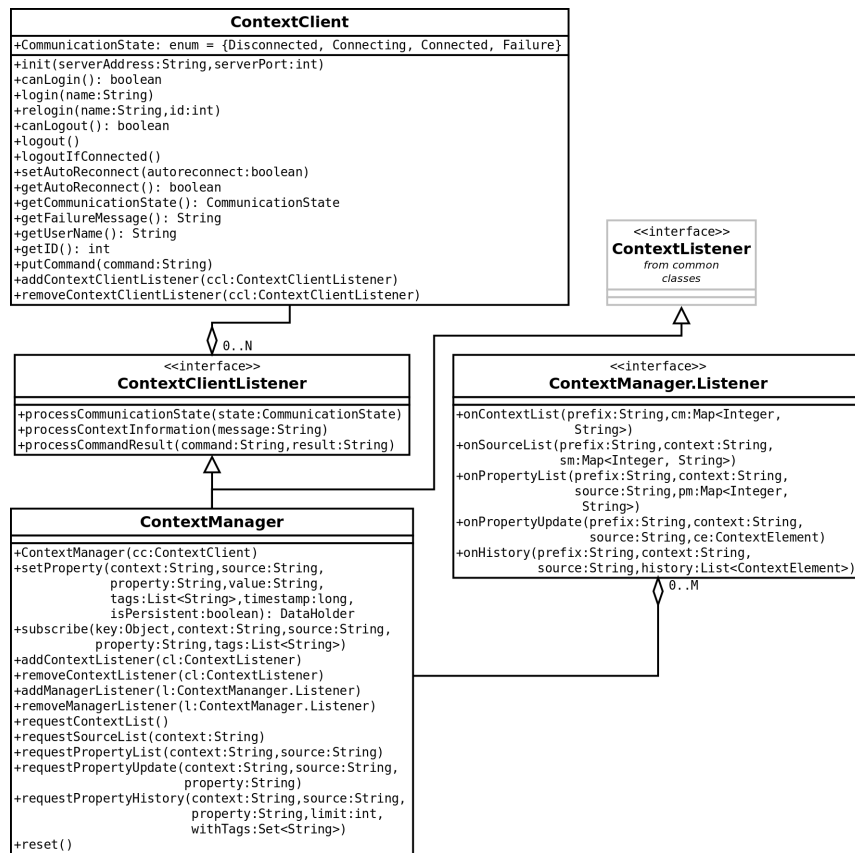 ContextClient
+CommunicationState: enum = {Disconnected, Connecting, Connected, Failure}
+init(serverAddress:String,serverPort:int)
+canLogin(): boolean
+login(name:String)
+relogin(name:String,id:int)
+canLogout(): boolean
+logout()
+logoutIfConnected()
+setAutoReconnect(autoreconnect:boolean)
+getAutoReconnect(): boolean
+getCommunicationState(): CommunicationState
+getFailureMessage(): String
+getUserName(): String
+getID(): int
+putCommand(command:String)
+addContextClientListener(ccl:ContextClientListener)
+removeContextClientListener(ccl:ContextClientListener)
<<interface>>
ContextListener
from common
classes
0..N
<<interface>>
ContextClientListener
+processCommunicationState(state:CommunicationState)
+processContextInformation(message:String)
+processCommandResult(command:String,result:String)
<<interface>>
ContextManager.Listener
+onContextList(prefix:String,cm:Map<Integer,
String>)
+onSourceList(prefix:String,context:String,
sm:Map<Integer, String>)
+onPropertyList(prefix:String,context:String,
source:String,pm:Map<Integer,
String>)
+onPropertyUpdate(prefix:String,context:String,
source:String,ce:ContextElement)
+onHistory(prefix:String,context:String,
source:String,history:List<ContextElement>)
0..M
ContextManager
+ContextManager(cc:ContextClient)
+setProperty(context:String,source:String,
property:String,value:String,
tags:List<String>,timestamp:long,
isPersistent:boolean): DataHolder
+subscribe(key:Object,context:String,source:String,
property:String,tags:List<String>)
+addContextListener(cl:ContextListener)
+removeContextListener(cl:ContextListener)
+addManagerListener(l:ContextMananger.Listener)
+removeManagerListener(l:ContextManager.Listener)
+requestContextList()
+requestSourceList(context:String)
+requestPropertyList(context:String,source:String)
+requestPropertyUpdate(context:String,source:String,
property:String)
+requestPropertyHistory(context:String,source:String,
property:String,limit:int,
withTags:Set<String>)
+reset()